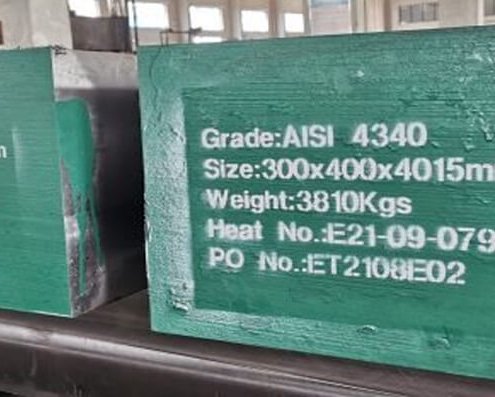 Grade:AISI 4340
Size:300x400x4015m
Weight:3810Kgs
Heat No.:E21-09-079
PO No.:ET2108E02
m